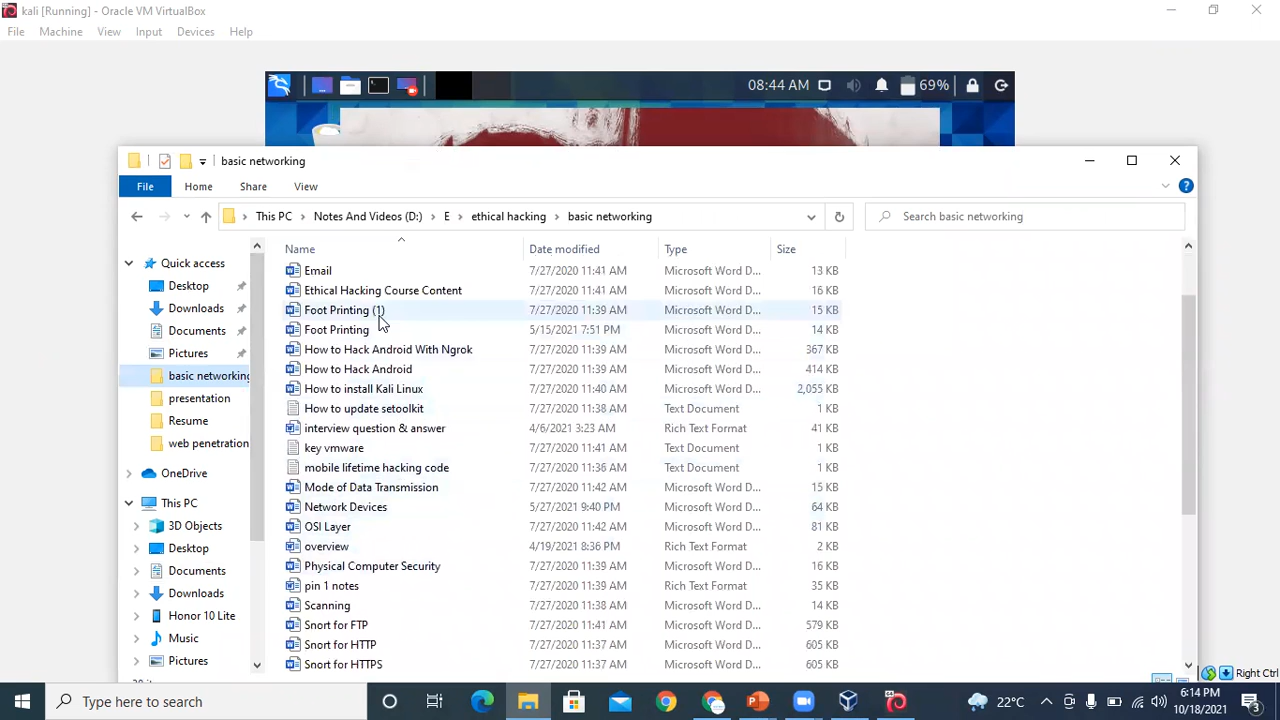 kali [Running] - Oracle VM VirtualBox
File Machine View Input Devices Help
08:44 AM 69%
basic networking
File Home Share View
This PC Notes And Videos (D:) E ethical hacking basic networking
Search basic networking
Name Date modified Type Size
Quick access
Desktop
Downloads
Documents
Pictures
basic networking
presentation
Resume
web penetration
OneDrive
This PC
3D Objects
Desktop
Documents
Downloads
Honor 10 Lite
Music
Pictures
Email 7/27/2020 11:41 AM Microsoft Word D... 13 KB
Ethical Hacking Course Content 7/27/2020 11:41 AM Microsoft Word D... 16 KB
Foot Printing (1) 7/27/2020 11:39 AM Microsoft Word D... 15 KB
Foot Printing 5/15/2021 7:51 PM Microsoft Word D... 14 KB
How to Hack Android With Ngrok 7/27/2020 11:39 AM Microsoft Word D... 367 KB
How to Hack Android 7/27/2020 11:39 AM Microsoft Word D... 414 KB
How to install Kali Linux 7/27/2020 11:40 AM Microsoft Word D... 2,055 KB
How to update setoolkit 7/27/2020 11:38 AM Text Document 1 KB
interview question & answer 4/6/2021 3:23 AM Rich Text Format 41 KB
key vmware 7/27/2020 11:41 AM Text Document 1 KB
mobile lifetime hacking code 7/27/2020 11:36 AM Text Document 1 KB
Mode of Data Transmission 7/27/2020 11:42 AM Microsoft Word D... 15 KB
Network Devices 5/27/2021 9:40 PM Microsoft Word D... 64 KB
OSI Layer 7/27/2020 11:42 AM Microsoft Word D... 81 KB
overview 4/19/2021 8:36 PM Rich Text Format 2 KB
Physical Computer Security 7/27/2020 11:39 AM Microsoft Word D... 16 KB
pin 1 notes 7/27/2020 11:39 AM Rich Text Format 35 KB
Scanning 7/27/2020 11:38 AM Microsoft Word D... 14 KB
Snort for FTP 7/27/2020 11:41 AM Microsoft Word D... 579 KB
Snort for HTTP 7/27/2020 11:37 AM Microsoft Word D... 605 KB
Snort for HTTPS 7/27/2020 11:37 AM Microsoft Word D... 605 KB
Right Ctrl
Type here to search
22°C
6:14 PM
10/18/2021
3